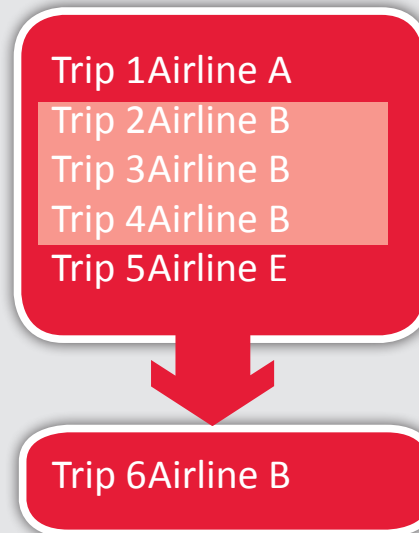 Trip 1Airline A
Trip 2Airline B
Trip 3Airline B
Trip 4Airline B
Trip 5Airline E
Trip 6Airline B